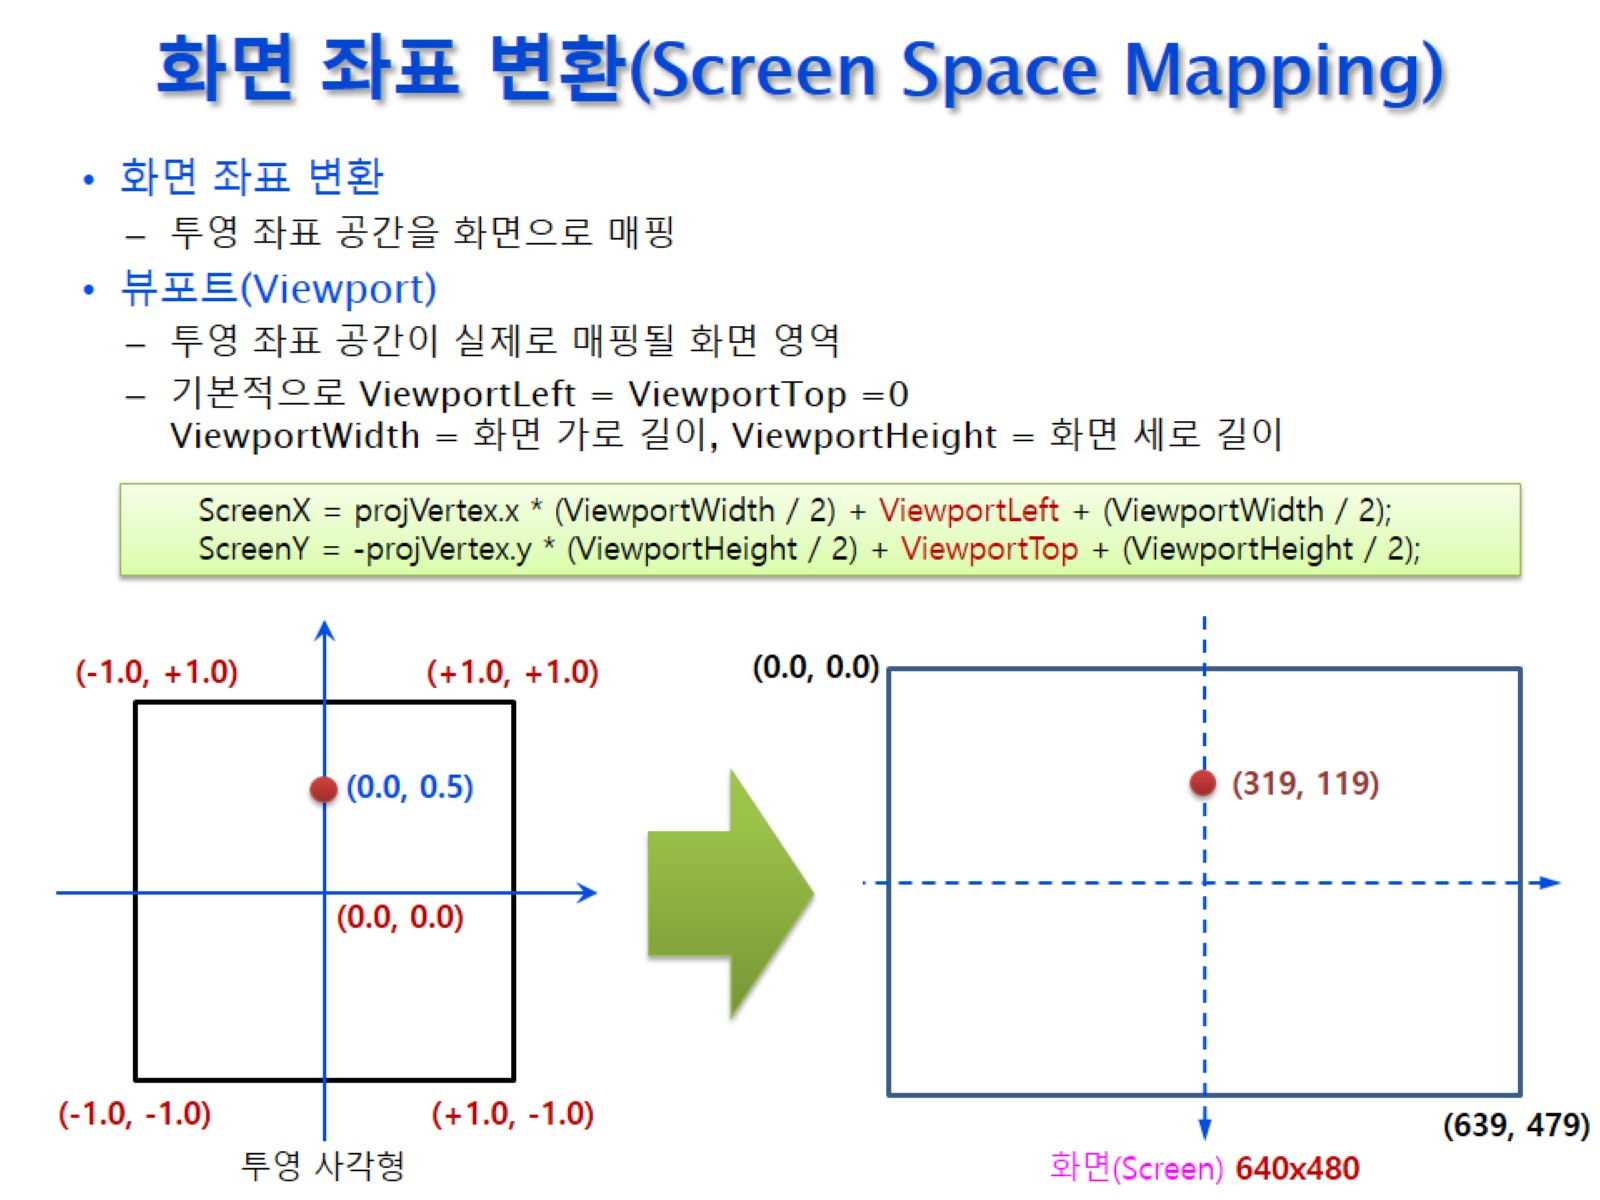 화면 좌표 변환(Screen Space Mapping)
• 화면 좌표 변환
– 투영 좌표 공간을 화면으로 매핑
• 뷰포트(Viewport)
– 투영 좌표 공간이 실제로 매핑될 화면 영역
– 기본적으로 ViewportLeft = ViewportTop =0
ViewportWidth = 화면 가로 길이, ViewportHeight = 화면 세로 길이
ScreenX = projVertex.x * (ViewportWidth / 2) + ViewportLeft + (ViewportWidth / 2);
ScreenY = -projVertex.y * (ViewportHeight / 2) + ViewportTop + (ViewportHeight / 2);
(-1.0, +1.0)
(+1.0, +1.0)
(0.0, 0.5)
(0.0, 0.0)
(-1.0, -1.0)
(+1.0, -1.0)
투영 사각형
(0.0, 0.0)
(319, 119)
(639, 479)
화면(Screen) 640x480